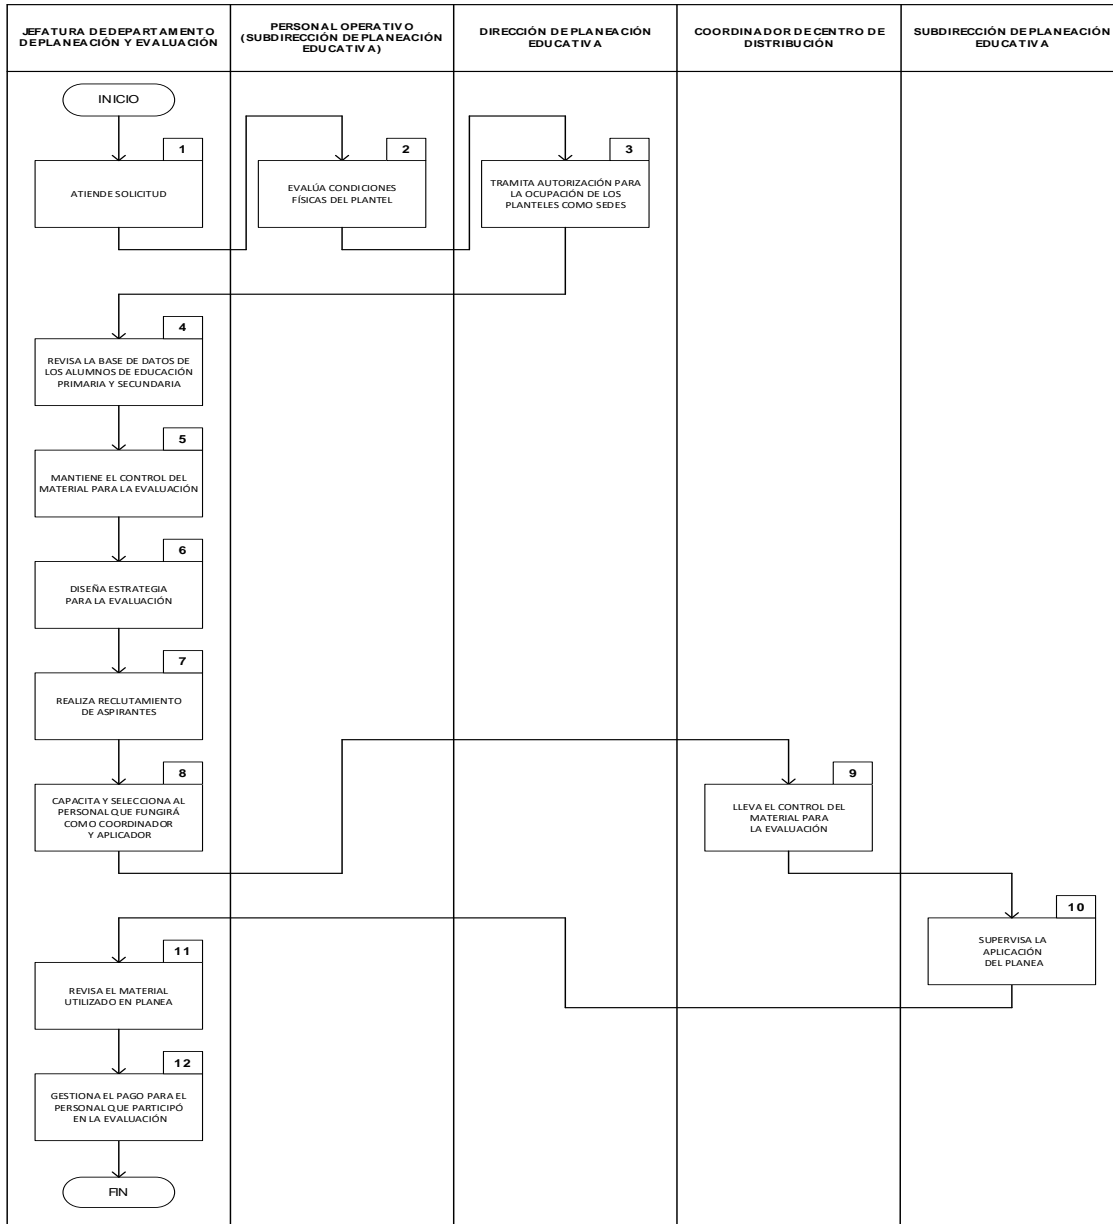 JEFATURA DE DEPARTAMENTO
DE PLANEACIÓN Y EVALUACIÓN
PERSONAL OPERATIVO
(SUBDIRECCIÓN DE PLANEACIÓN
EDUCATIVA)
DIRECCIÓN DE PLANEACIÓN
EDUCATIVA
COORDINADOR DE CENTRO DE
DISTRIBUCIÓN
SUBDIRECCIÓN DE PLANEACIÓN
EDUCATIVA
INICIO
1
ATIENDE SOLICITUD
2
EVALÚA CONDICIONES
FÍSICAS DEL PLANTEL
3
TRAMITA AUTORIZACIÓN PARA
LA OCUPACIÓN DE LOS
PLANTELES COMO SEDES
4
REVISA LA BASE DE DATOS DE
LOS ALUMNOS DE EDUCACIÓN
PRIMARIA Y SECUNDARIA
5
MANTIENE EL CONTROL DEL
MATERIAL PARA LA EVALUACIÓN
6
DISEÑA ESTRATEGIA
PARA LA EVALUACIÓN
7
REALIZA RECLUTAMIENTO
DE ASPIRANTES
8
CAPACITA Y SELECCIONA AL
PERSONAL QUE FUNGIRÁ
COMO COORDINADOR
Y APLICADOR
9
LLEVA EL CONTROL DEL
MATERIAL PARA
LA EVALUACIÓN
10
SUPERVISA LA
APLICACIÓN
DEL PLANEA
11
REVISA EL MATERIAL
UTILIZADO EN PLANEA
12
GESTIONA EL PAGO PARA EL
PERSONAL QUE PARTICIPÓ
EN LA EVALUACIÓN
FIN